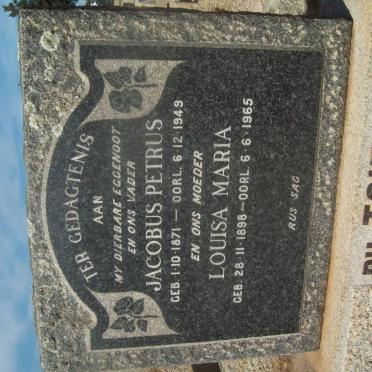 TER GEDAGTENIS
AAN
MY DIERBARE EGGENOOT
EN ONS VADER
JACOBUS PETRUS
GEB. 1·10·1871 — OORL. 6·12·1949
EN ONS MOEDER
LOUISA MARIA
GEB. 28·11·1898 — OORL. 6·6·1965
RUS SAG